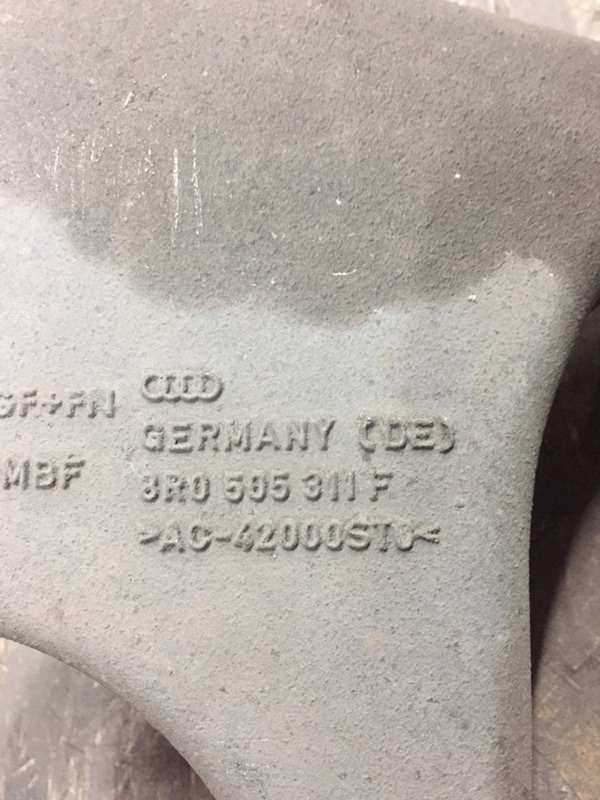 GF+FN
GERMANY (DE)
MBF
8R0 505 311 F
>AC-42000ST6<